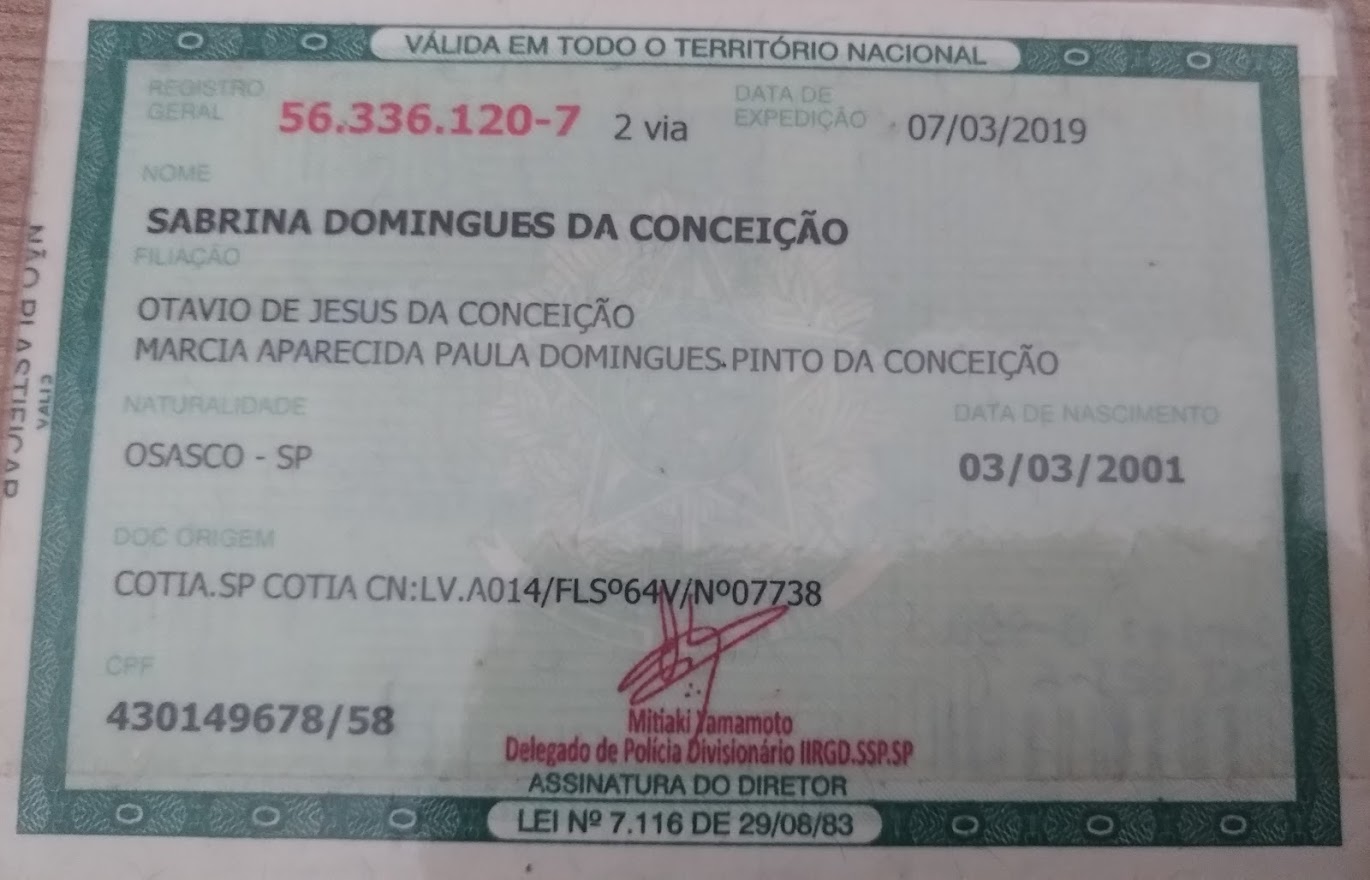 VÁLIDA EM TODO O TERRITÓRIO NACIONAL
REGISTRO GERAL 56.336.120-7 2 via DATA DE EXPEDIÇÃO 07/03/2019
NOME
SABRINA DOMINGUES DA CONCEIÇÃO
FILIAÇÃO
OTAVIO DE JESUS DA CONCEIÇÃO
MARCIA APARECIDA PAULA DOMINGUES PINTO DA CONCEIÇÃO
NATURALIDADE DATA DE NASCIMENTO
OSASCO - SP 03/03/2001
DOC ORIGEM
COTIA.SP COTIA CN:LV.A014/FLSº64V/Nº07738
CPF
430149678/58
Mitiaki Yamamoto
Delegado de Polícia Divisionário IIRGD.SSP.SP
ASSINATURA DO DIRETOR
LEI Nº 7.116 DE 29/08/83
NÃO PLASTIFICAR